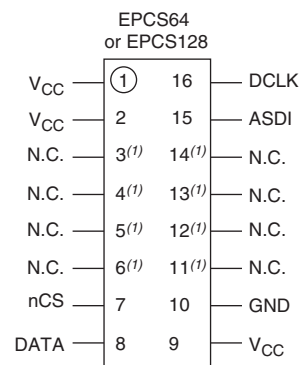 EPCS64
or EPCS128
VCC 1 16 DCLK
VCC 2 15 ASDI
N.C. 3(1) 14(1) N.C.
N.C. 4(1) 13(1) N.C.
N.C. 5(1) 12(1) N.C.
N.C. 6(1) 11(1) N.C.
nCS 7 10 GND
DATA 8 9 VCC